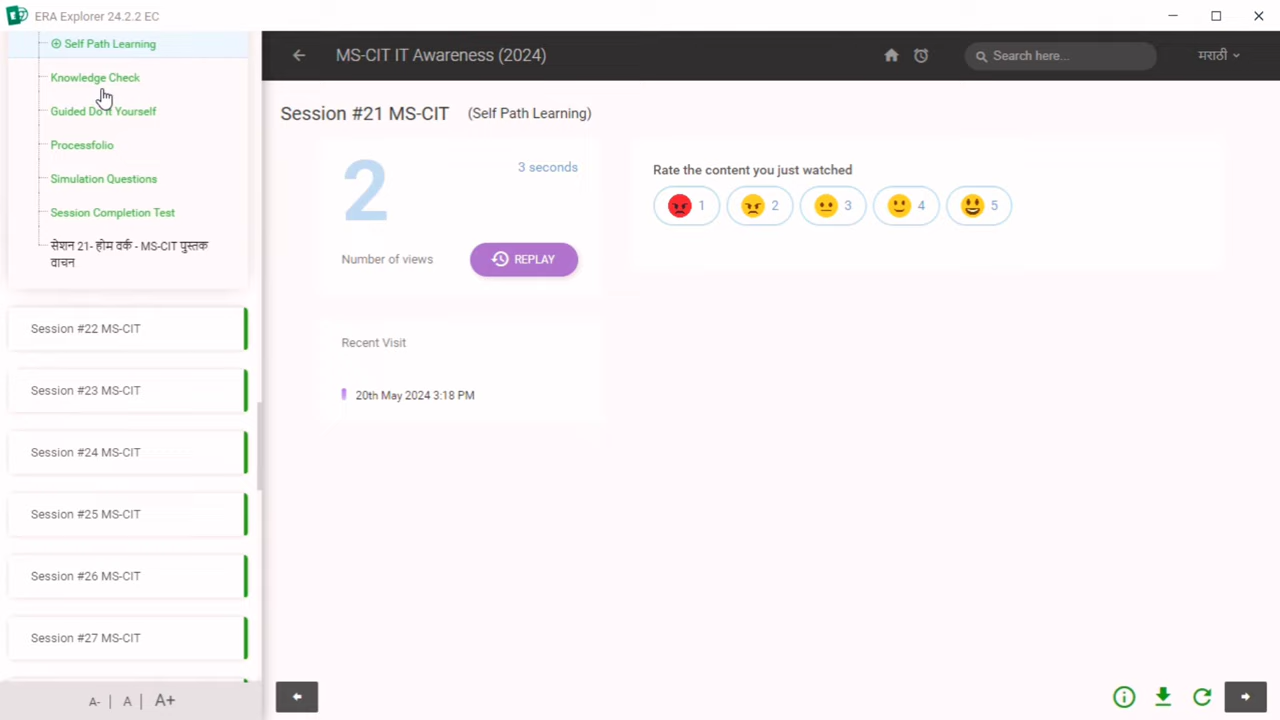 ERA Explorer 24.2.2 EC
Self Path Learning
Knowledge Check
Guided Do It Yourself
Processfolio
Simulation Questions
Session Completion Test
सेशन 21- होम वर्क - MS-CIT पुस्तक
वाचन
Session #22 MS-CIT
Session #23 MS-CIT
Session #24 MS-CIT
Session #25 MS-CIT
Session #26 MS-CIT
Session #27 MS-CIT
A- | A | A+
MS-CIT IT Awareness (2024)
Search here...
मराठी
Session #21 MS-CIT (Self Path Learning)
2
3 seconds
Number of views
REPLAY
Rate the content you just watched
1 2 3 4 5
Recent Visit
20th May 2024 3:18 PM